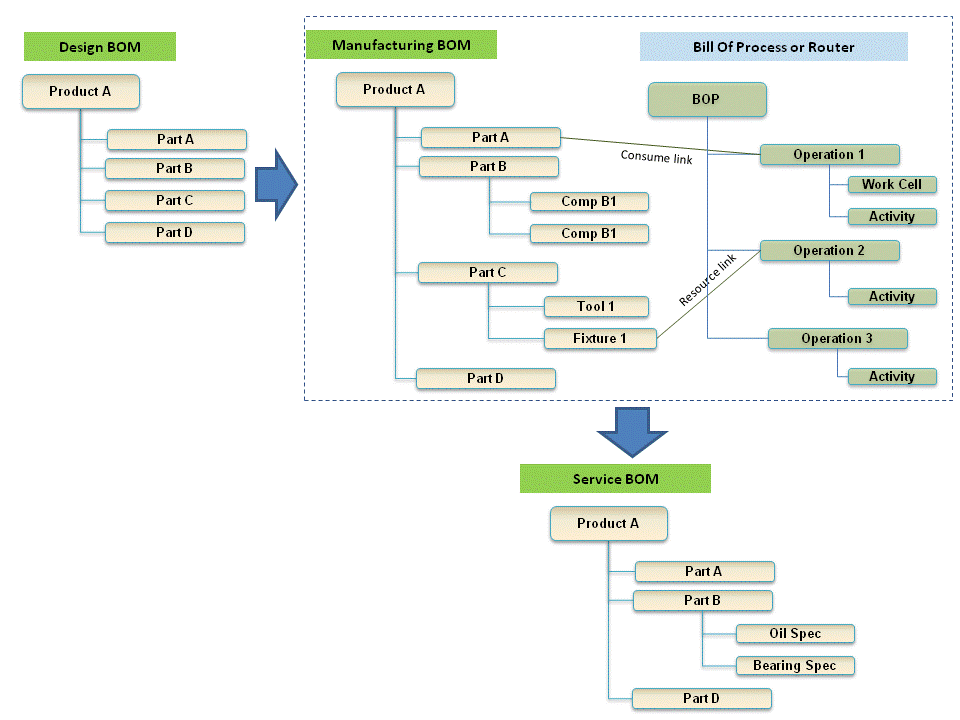 Design BOM
Product A
Part A
Part B
Part C
Part D
Manufacturing BOM
Product A
Part A
Part B
Comp B1
Comp B1
Part C
Tool 1
Fixture 1
Part D
Consume link
Resource link
Bill Of Process or Router
BOP
Operation 1
Work Cell
Activity
Operation 2
Activity
Operation 3
Activity
Service BOM
Product A
Part A
Part B
Oil Spec
Bearing Spec
Part D